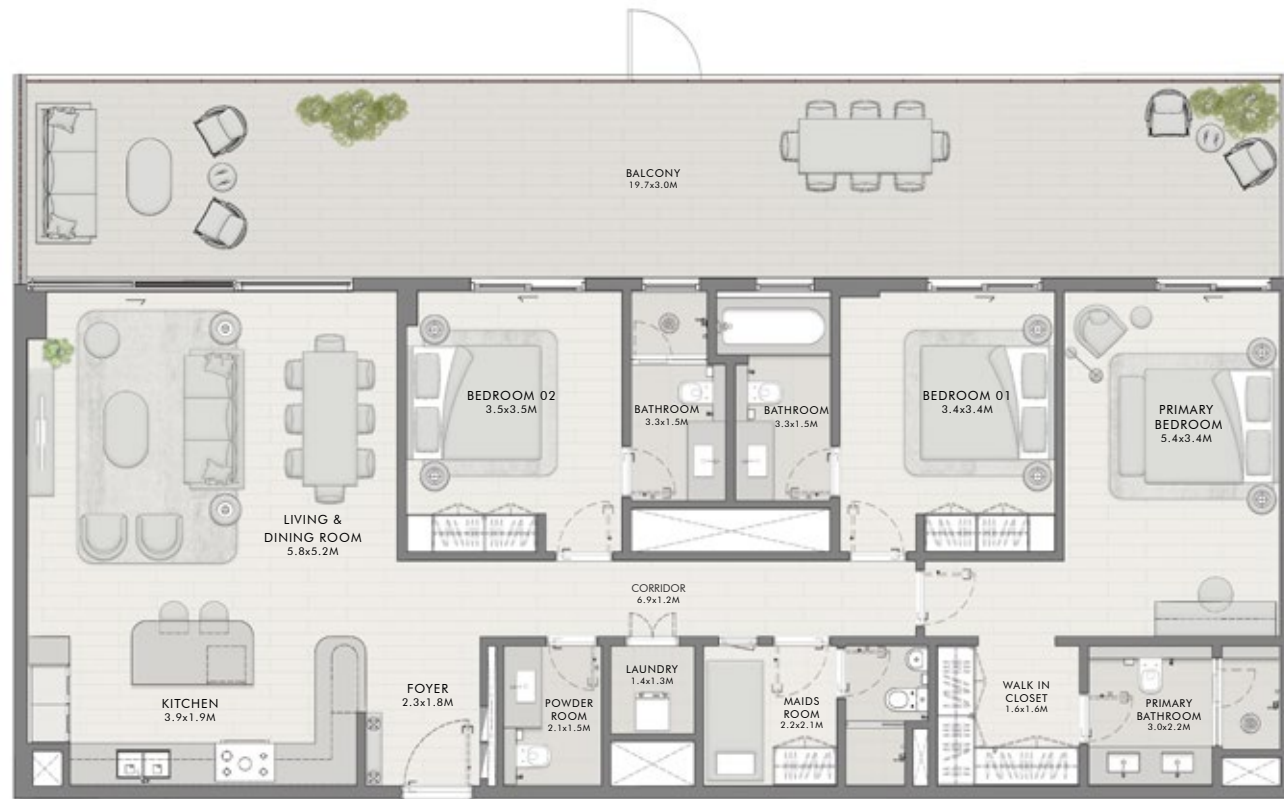 BALCONY
19.7x3.0M
BEDROOM 02
3.5x3.5M
BATHROOM
3.3x1.5M
BATHROOM
3.3x1.5M
BEDROOM 01
3.4x3.4M
PRIMARY
BEDROOM
5.4x3.4M
LIVING &
DINING ROOM
5.8x5.2M
CORRIDOR
6.9x1.2M
KITCHEN
3.9x1.9M
FOYER
2.3x1.8M
POWDER
ROOM
2.1x1.5M
LAUNDRY
1.4x1.3M
MAIDS
ROOM
2.2x2.1M
WALK IN
CLOSET
1.6x1.6M
PRIMARY
BATHROOM
3.0x2.2M